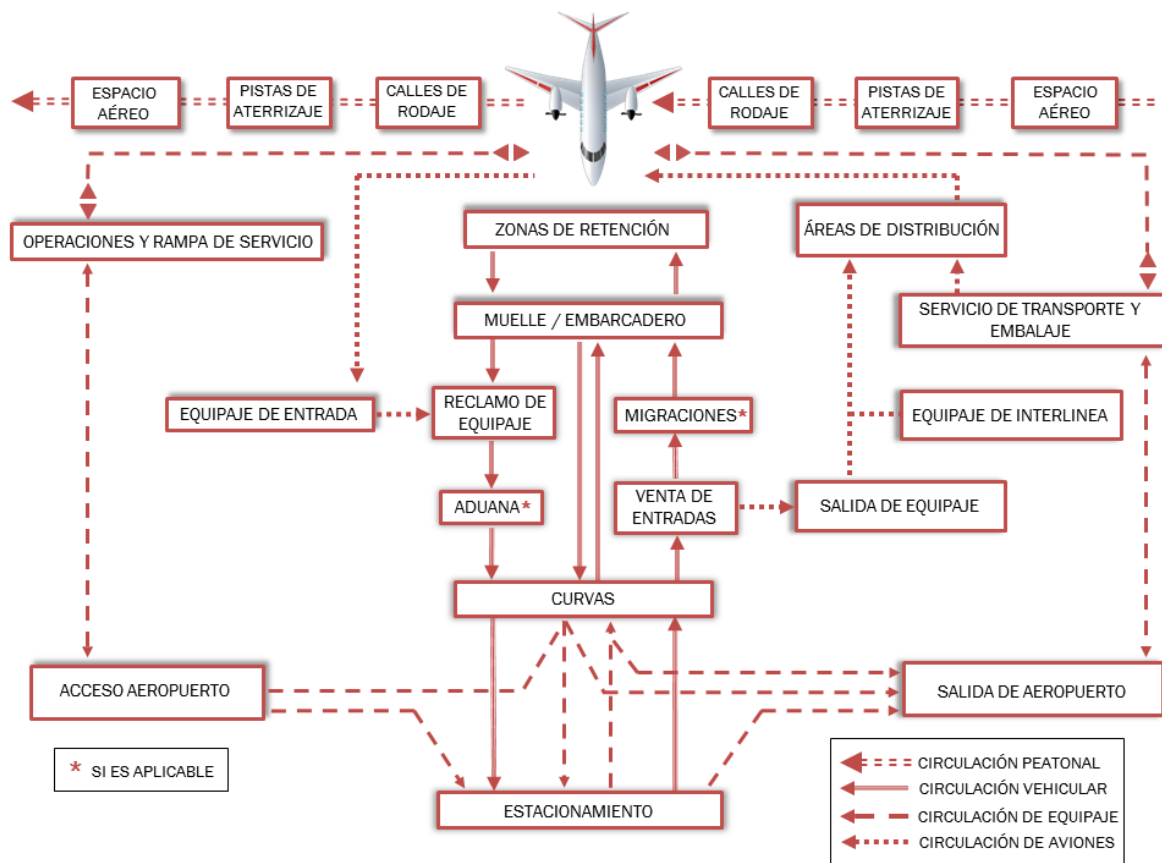 ESPACIO
AÉREO
PISTAS DE
ATERRIZAJE
CALLES DE
RODAJE
CALLES DE
RODAJE
PISTAS DE
ATERRIZAJE
ESPACIO
AÉREO
OPERACIONES Y RAMPA DE SERVICIO
ZONAS DE RETENCIÓN
ÁREAS DE DISTRIBUCIÓN
MUELLE / EMBARCADERO
SERVICIO DE TRANSPORTE Y
EMBALAJE
EQUIPAJE DE ENTRADA
RECLAMO DE
EQUIPAJE
MIGRACIONES*
EQUIPAJE DE INTERLINEA
ADUANA*
VENTA DE
ENTRADAS
SALIDA DE EQUIPAJE
CURVAS
ACCESO AEROPUERTO
SALIDA DE AEROPUERTO
* SI ES APLICABLE
ESTACIONAMIENTO
CIRCULACIÓN PEATONAL
CIRCULACIÓN VEHICULAR
CIRCULACIÓN DE EQUIPAJE
CIRCULACIÓN DE AVIONES